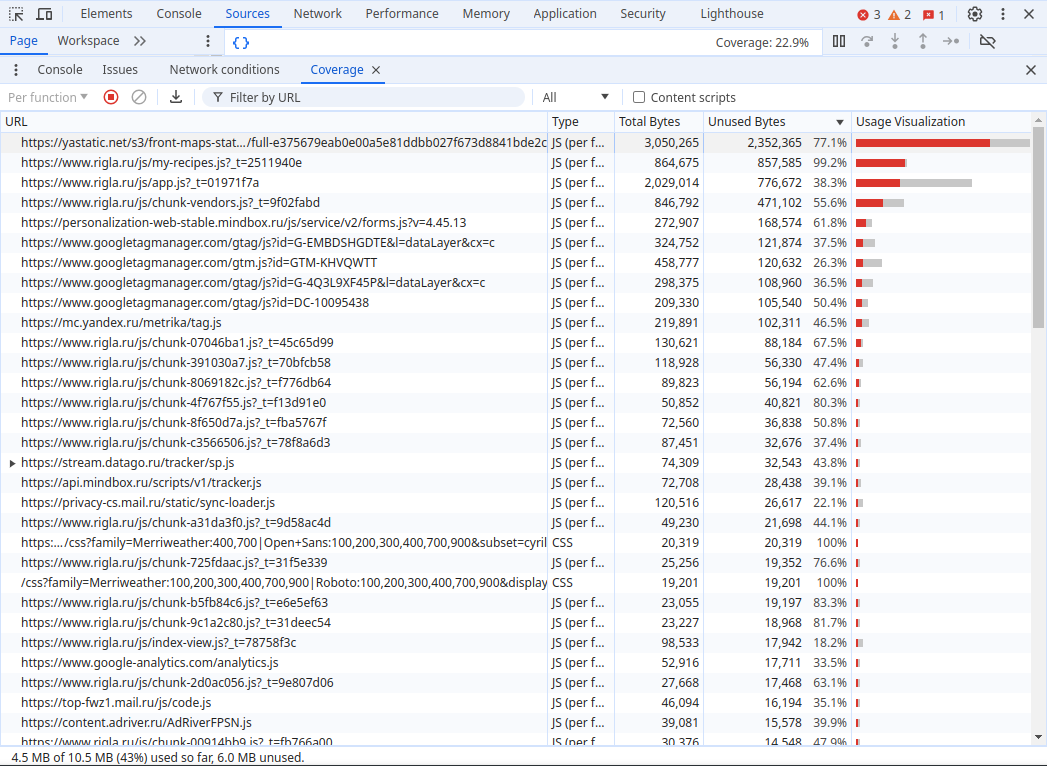 Elements Console Sources Network Performance Memory Application Security Lighthouse 3 2 1
Page Workspace Coverage: 22.9%
Console Issues Network conditions Coverage
Per function Filter by URL All Content scripts
URL Type Total Bytes Unused Bytes Usage Visualization
https://yastatic.net/s3/front-maps-stat…/full-e375679eab0e00a5e81ddbb027f673d8841bde2c JS (per f… 3,050,265 2,352,365 77.1%
https://www.rigla.ru/js/my-recipes.js?_t=2511940e JS (per f… 864,675 857,585 99.2%
https://www.rigla.ru/js/app.js?_t=01971f7a JS (per f… 2,029,014 776,672 38.3%
https://www.rigla.ru/js/chunk-vendors.js?_t=9f02fabd JS (per f… 846,792 471,102 55.6%
https://personalization-web-stable.mindbox.ru/js/service/v2/forms.js?v=4.45.13 JS (per f… 272,907 168,574 61.8%
https://www.googletagmanager.com/gtag/js?id=G-EMBDSHGDTE&l=dataLayer&cx=c JS (per f… 324,752 121,874 37.5%
https://www.googletagmanager.com/gtm.js?id=GTM-KHVQWTT JS (per f… 458,777 120,632 26.3%
https://www.googletagmanager.com/gtag/js?id=G-4Q3L9XF45P&l=dataLayer&cx=c JS (per f… 298,375 108,960 36.5%
https://www.googletagmanager.com/gtag/js?id=DC-10095438 JS (per f… 209,330 105,540 50.4%
https://mc.yandex.ru/metrika/tag.js JS (per f… 219,891 102,311 46.5%
https://www.rigla.ru/js/chunk-07046ba1.js?_t=45c65d99 JS (per f… 130,621 88,184 67.5%
https://www.rigla.ru/js/chunk-391030a7.js?_t=70bfcb58 JS (per f… 118,928 56,330 47.4%
https://www.rigla.ru/js/chunk-8069182c.js?_t=f776db64 JS (per f… 89,823 56,194 62.6%
https://www.rigla.ru/js/chunk-4f767f55.js?_t=f13d91e0 JS (per f… 50,852 40,821 80.3%
https://www.rigla.ru/js/chunk-8f650d7a.js?_t=fba5767f JS (per f… 72,560 36,838 50.8%
https://www.rigla.ru/js/chunk-c3566506.js?_t=78f8a6d3 JS (per f… 87,451 32,676 37.4%
https://stream.datago.ru/tracker/sp.js JS (per f… 74,309 32,543 43.8%
https://api.mindbox.ru/scripts/v1/tracker.js JS (per f… 72,708 28,438 39.1%
https://privacy-cs.mail.ru/static/sync-loader.js JS (per f… 120,516 26,617 22.1%
https://www.rigla.ru/js/chunk-a31da3f0.js?_t=9d58ac4d JS (per f… 49,230 21,698 44.1%
https:…/css?family=Merriweather:400,700|Open+Sans:100,200,300,400,700,900&subset=cyril CSS 20,319 20,319 100%
https://www.rigla.ru/js/chunk-725fdaac.js?_t=31f5e339 JS (per f… 25,256 19,352 76.6%
/css?family=Merriweather:100,200,300,400,700,900|Roboto:100,200,300,400,700,900&display CSS 19,201 19,201 100%
https://www.rigla.ru/js/chunk-b5fb84c6.js?_t=e6e5ef63 JS (per f… 23,055 19,197 83.3%
https://www.rigla.ru/js/chunk-9c1a2c80.js?_t=31deec54 JS (per f… 23,227 18,968 81.7%
https://www.rigla.ru/js/index-view.js?_t=78758f3c JS (per f… 98,533 17,942 18.2%
https://www.google-analytics.com/analytics.js JS (per f… 52,916 17,711 33.5%
https://www.rigla.ru/js/chunk-2d0ac056.js?_t=9e807d06 JS (per f… 27,668 17,468 63.1%
https://top-fwz1.mail.ru/js/code.js JS (per f… 46,094 16,194 35.1%
https://content.adriver.ru/AdRiverFPSN.js JS (per f… 39,081 15,578 39.9%
https://www.rigla.ru/js/chunk-00914bb9.js?_t=fb766a00 JS (per f… 30,376 14,548 47.9%
4.5 MB of 10.5 MB (43%) used so far, 6.0 MB unused.